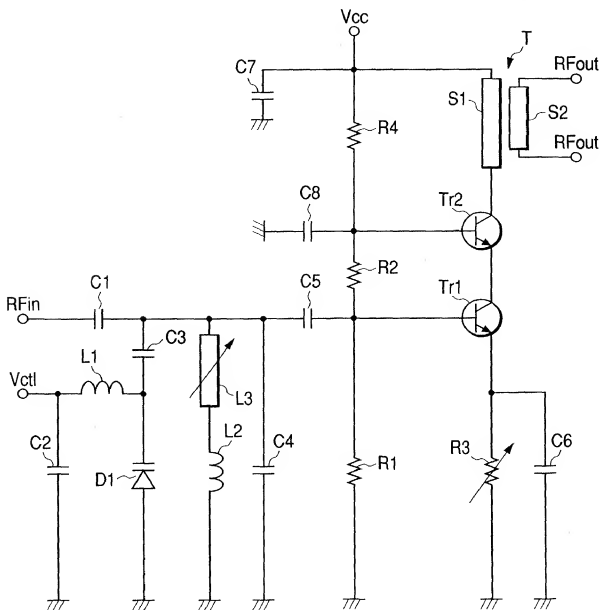 Vcc
T
C7
RFout
S1
S2
R4
RFout
C8
Tr2
R2
C1
C5
Tr1
RFin
C3
L1
Vctl
L3
L2
C2
C4
R1
R3
C6
D1